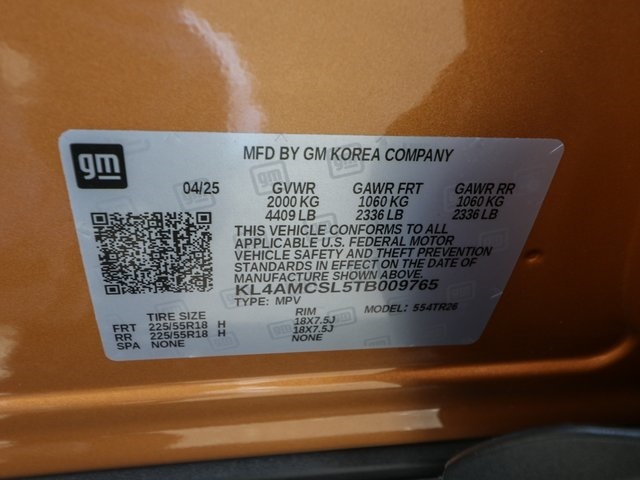 gm
MFD BY GM KOREA COMPANY
04/25 GVWR GAWR FRT GAWR RR
2000 KG 1060 KG 1060 KG
4409 LB 2336 LB 2336 LB
THIS VEHICLE CONFORMS TO ALL
APPLICABLE U.S. FEDERAL MOTOR
VEHICLE SAFETY AND THEFT PREVENTION
STANDARDS IN EFFECT ON THE DATE OF
MANUFACTURE SHOWN ABOVE.
KL4AMCSL5TB009765
TYPE: MPV MODEL: 554TR26
TIRE SIZE RIM
FRT 225/55R18 H 18X7.5J
RR 225/55R18 H 18X7.5J
SPA NONE NONE